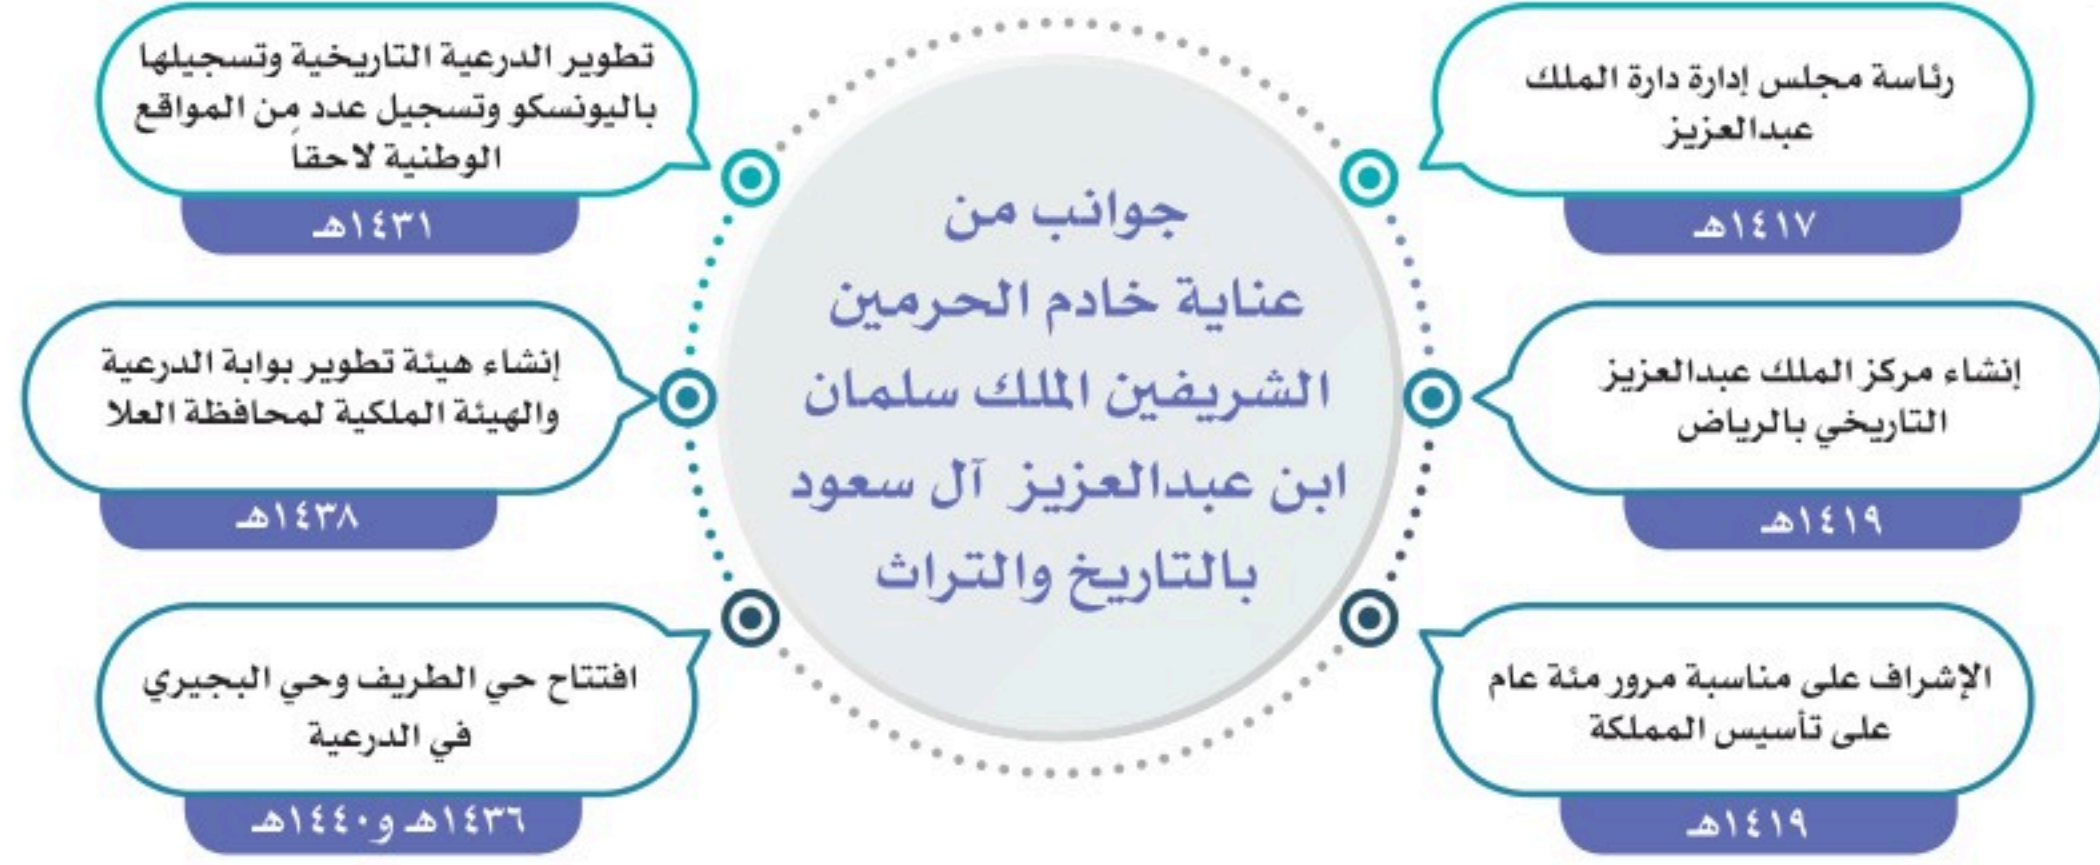 جوانب من
عناية خادم الحرمين
الشريفين الملك سلمان
ابن عبدالعزيز آل سعود
بالتاريخ والتراث
رئاسة مجلس إدارة دارة الملك
عبدالعزيز
١٤١٧هـ
إنشاء مركز الملك عبدالعزيز
التاريخي بالرياض
١٤١٩هـ
الإشراف على مناسبة مرور مئة عام
على تأسيس المملكة
١٤١٩هـ
تطوير الدرعية التاريخية وتسجيلها
باليونسكو وتسجيل عدد من المواقع
الوطنية لاحقاً
١٤٣١هـ
إنشاء هيئة تطوير بوابة الدرعية
والهيئة الملكية لمحافظة العلا
١٤٣٨هـ
افتتاح حي الطريف وحي البجيري
في الدرعية
١٤٣٦هـ و١٤٤٠هـ